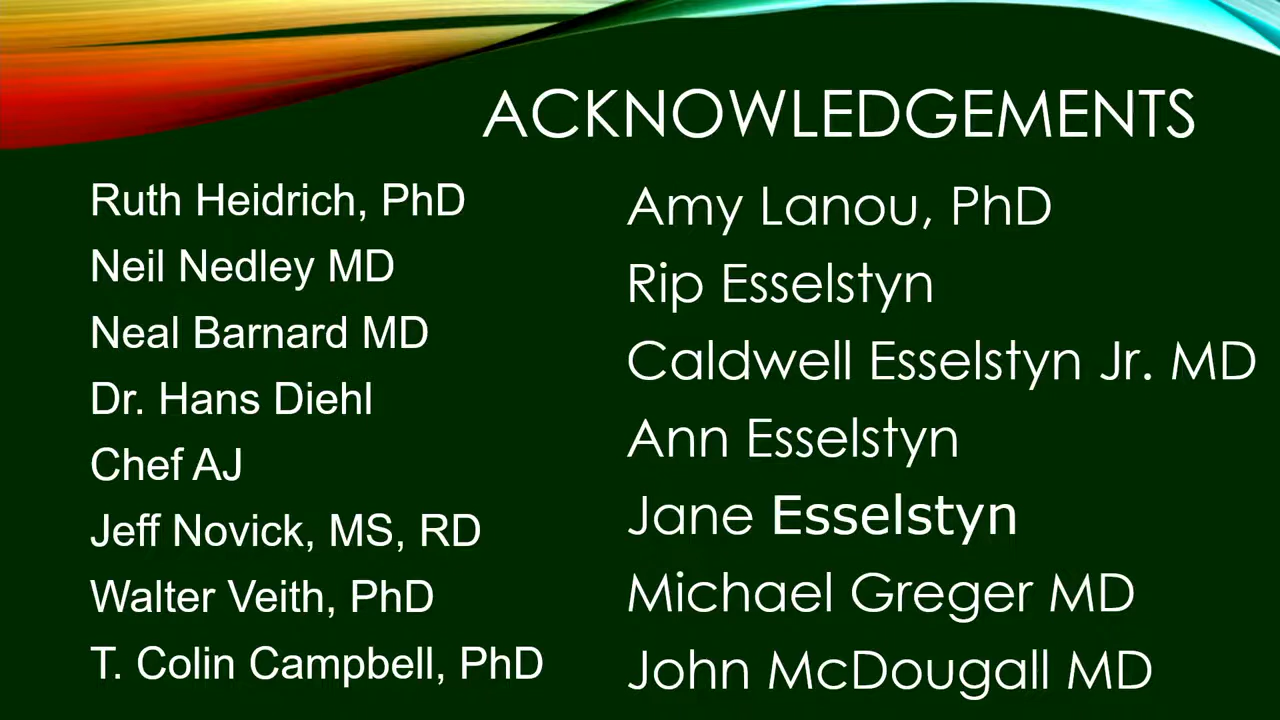 ACKNOWLEDGEMENTS
Ruth Heidrich, PhD
Neil Nedley MD
Neal Barnard MD
Dr. Hans Diehl
Chef AJ
Jeff Novick, MS, RD
Walter Veith, PhD
T. Colin Campbell, PhD
Amy Lanou, PhD
Rip Esselstyn
Caldwell Esselstyn Jr. MD
Ann Esselstyn
Jane Esselstyn
Michael Greger MD
John McDougall MD